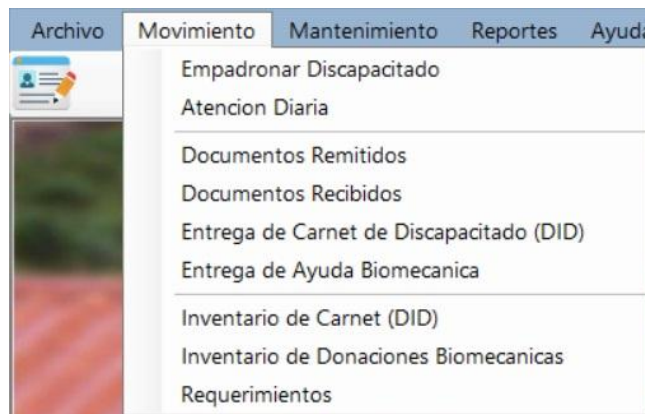 Archivo Movimiento Mantenimiento Reportes Ayuda
Empadronar Discapacitado
Atencion Diaria
Documentos Remitidos
Documentos Recibidos
Entrega de Carnet de Discapacitado (DID)
Entrega de Ayuda Biomecanica
Inventario de Carnet (DID)
Inventario de Donaciones Biomecanicas
Requerimientos